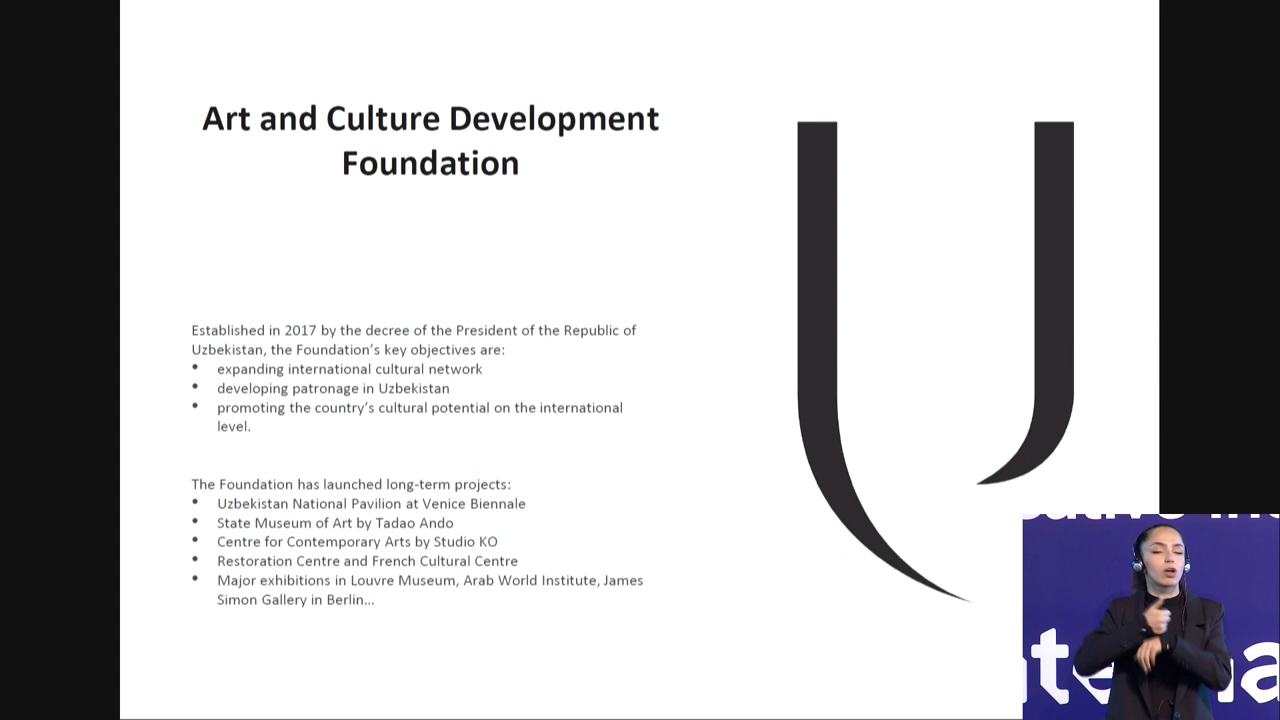 Art and Culture Development
Foundation
Established in 2017 by the decree of the President of the Republic of
Uzbekistan, the Foundation’s key objectives are:
• expanding international cultural network
• developing patronage in Uzbekistan
• promoting the country’s cultural potential on the international
level.
The Foundation has launched long-term projects:
• Uzbekistan National Pavilion at Venice Biennale
• State Museum of Art by Tadao Ando
• Centre for Contemporary Arts by Studio KO
• Restoration Centre and French Cultural Centre
• Major exhibitions in Louvre Museum, Arab World Institute, James
Simon Gallery in Berlin...